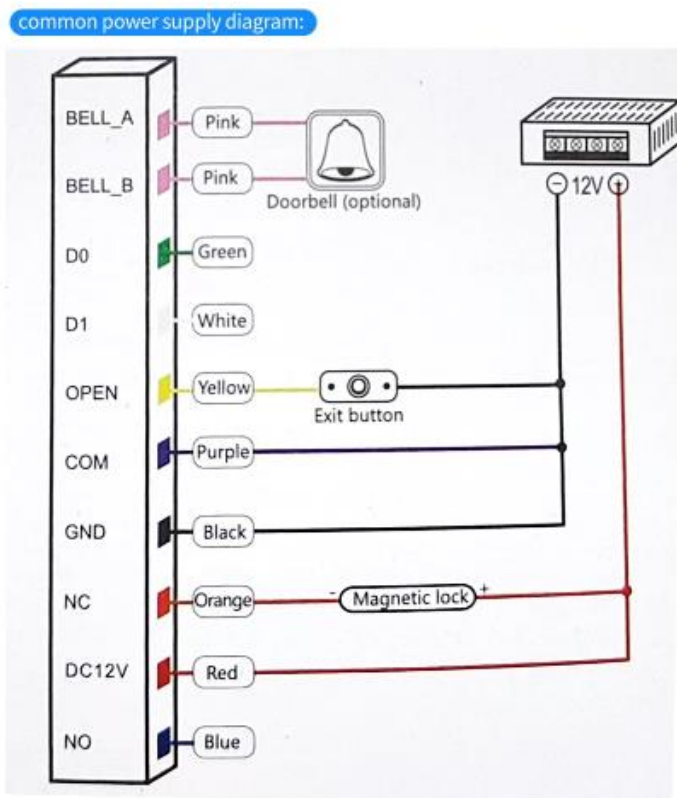 common power supply diagram:
BELL_A
Pink
BELL_B
Pink
Doorbell (optional)
- 12V +
D0
Green
D1
White
OPEN
Yellow
Exit button
COM
Purple
GND
Black
NC
Orange
- Magnetic lock +
DC12V
Red
NO
Blue